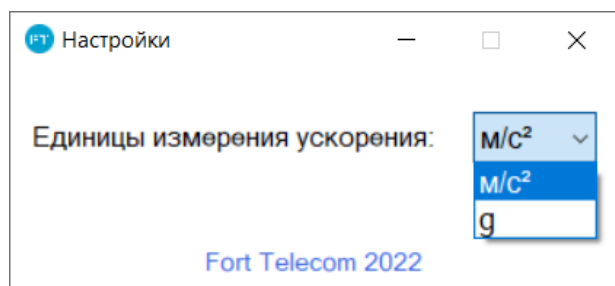 FT Настройки
Единицы измерения ускорения: м/с²
м/с²
g
Fort Telecom 2022